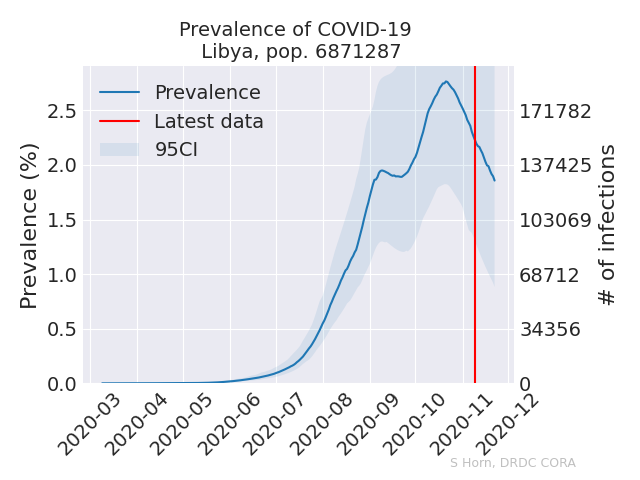 Prevalence of COVID-19
Libya, pop. 6871287
Prevalence
Latest data
95CI
Prevalence (%)
2.5
2.0
1.5
1.0
0.5
0.0
171782
137425
103069
68712
34356
0
# of infections
2020-03
2020-04
2020-05
2020-06
2020-07
2020-08
2020-09
2020-10
2020-11
2020-12
S Horn, DRDC CORA